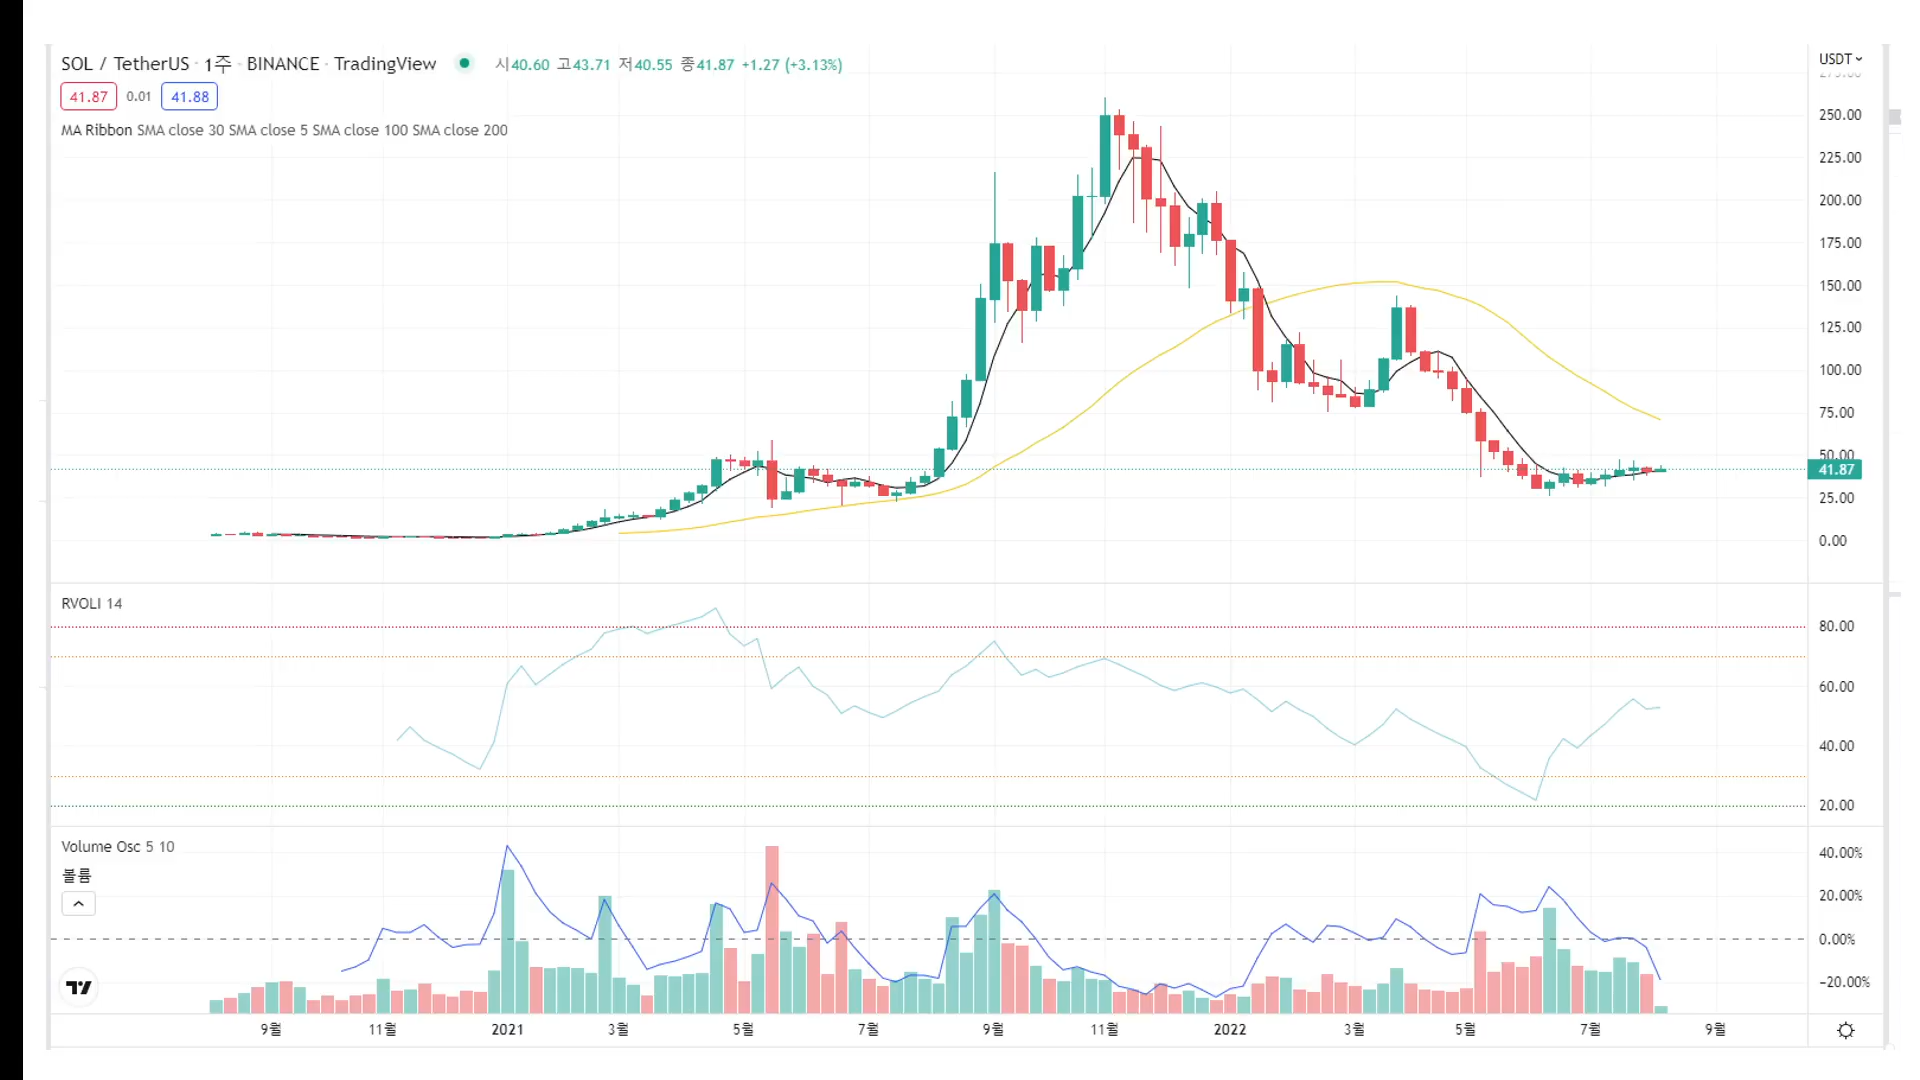 SOL / TetherUS · 1주 · BINANCE · TradingView 시40.60 고43.71 저40.55 종41.87 +1.27 (+3.13%)
USDT
41.87 0.01 41.88
MA Ribbon SMA close 30 SMA close 5 SMA close 100 SMA close 200
250.00
225.00
200.00
175.00
150.00
125.00
100.00
75.00
50.00
41.87
25.00
0.00
RVOLI 14
80.00
60.00
40.00
20.00
Volume Osc 5 10
볼륨
40.00%
20.00%
0.00%
-20.00%
9월 11월 2021 3월 5월 7월 9월 11월 2022 3월 5월 7월 9월